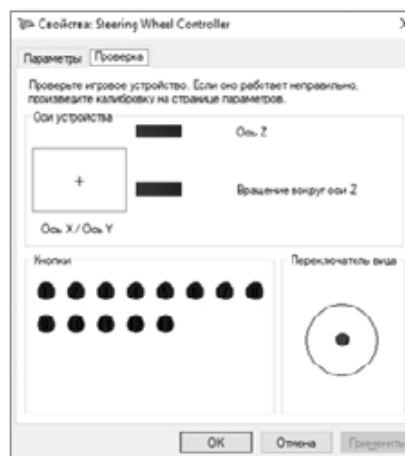 Свойства: Steering Wheel Controller
Параметры
Проверка
Проверьте игровое устройство. Если оно работает неправильно,
произведите калибровку на странице параметров.
Оси устройства
Ось Z
Вращение вокруг оси Z
Ось X / Ось Y
Кнопки
Переключатель вида
OK
Отмена
Применить